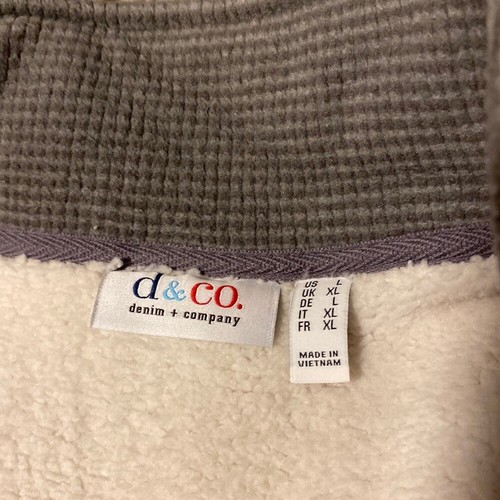 d&co.
denim + company
US L
UK XL
DE L
IT XL
FR XL
MADE IN
VIETNAM